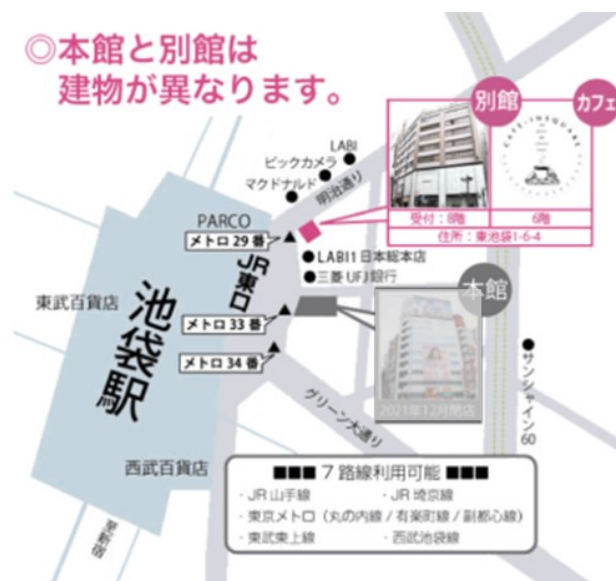 ◎本館と別館は
建物が異なります。
別館
カフェ
LABI
ビックカメラ
マクドナルド
明治通り
受付：8階
6階
住所：東池袋1-6-4
PARCO
メトロ 29 番
JR東口
●LABI1 日本総本店
●三菱 UFJ 銀行
本館
東武百貨店
池袋駅
メトロ 33 番
メトロ 34 番
2021年12月閉店
●サンシャイン60
グリーン大通り
西武百貨店
至新宿
■■■ 7 路線利用可能 ■■■
・JR 山手線
・JR 埼京線
・東京メトロ（丸の内線 / 有楽町線 / 副都心線）
・東武東上線
・西武池袋線